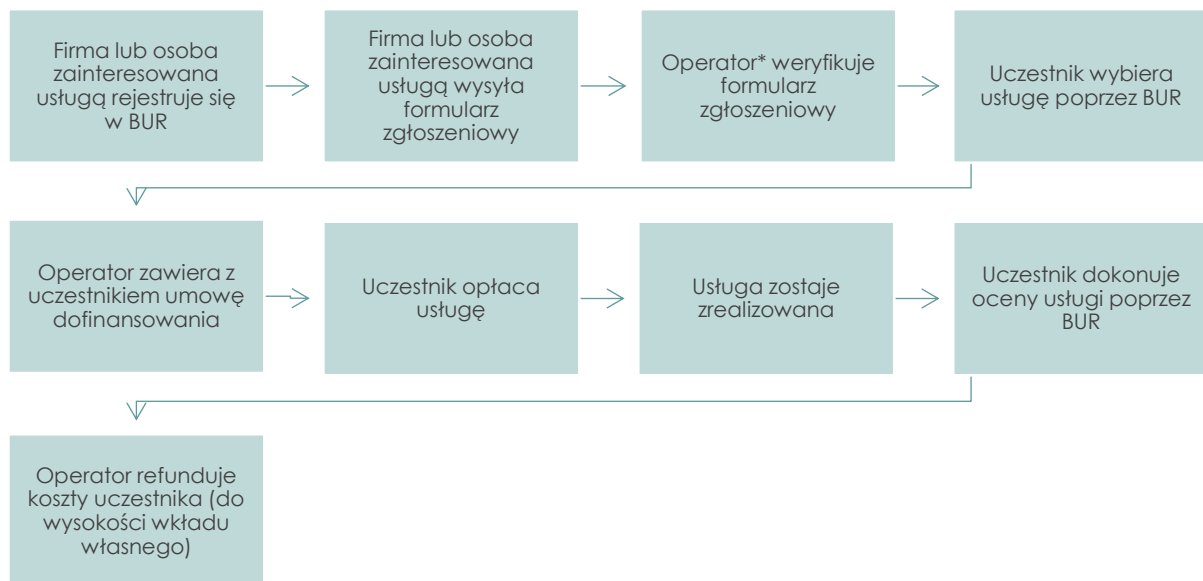 Firma lub osoba
zainteresowana
usługą rejestruje się
w BUR
Firma lub osoba
zainteresowana
usługą wysyła
formularz
zgłoszeniowy
Operator* weryfikuje
formularz
zgłoszeniowy
Uczestnik wybiera
usługę poprzez BUR
Operator zawiera z
uczestnikiem umowę
dofinansowania
Uczestnik opłaca
usługę
Usługa zostaje
zrealizowana
Uczestnik dokonuje
oceny usługi poprzez
BUR
Operator refunduje
koszty uczestnika (do
wysokości wkładu
własnego)